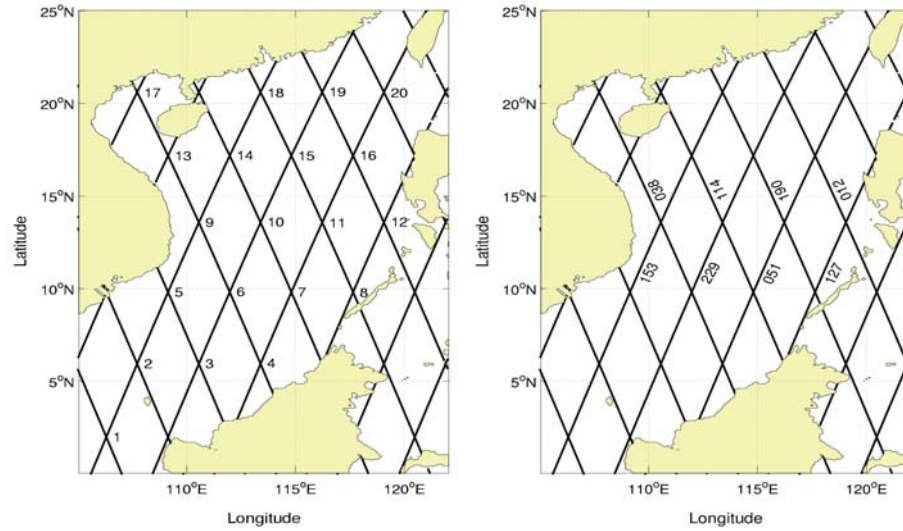 25°N
20°N
15°N
10°N
5°N
Latitude
17
18
19
20
13
14
15
16
9
10
11
12
5
6
7
8
2
3
4
1
110°E
115°E
120°E
Longitude
25°N
20°N
15°N
10°N
5°N
Latitude
038
114
190
012
153
229
051
127
110°E
115°E
120°E
Longitude